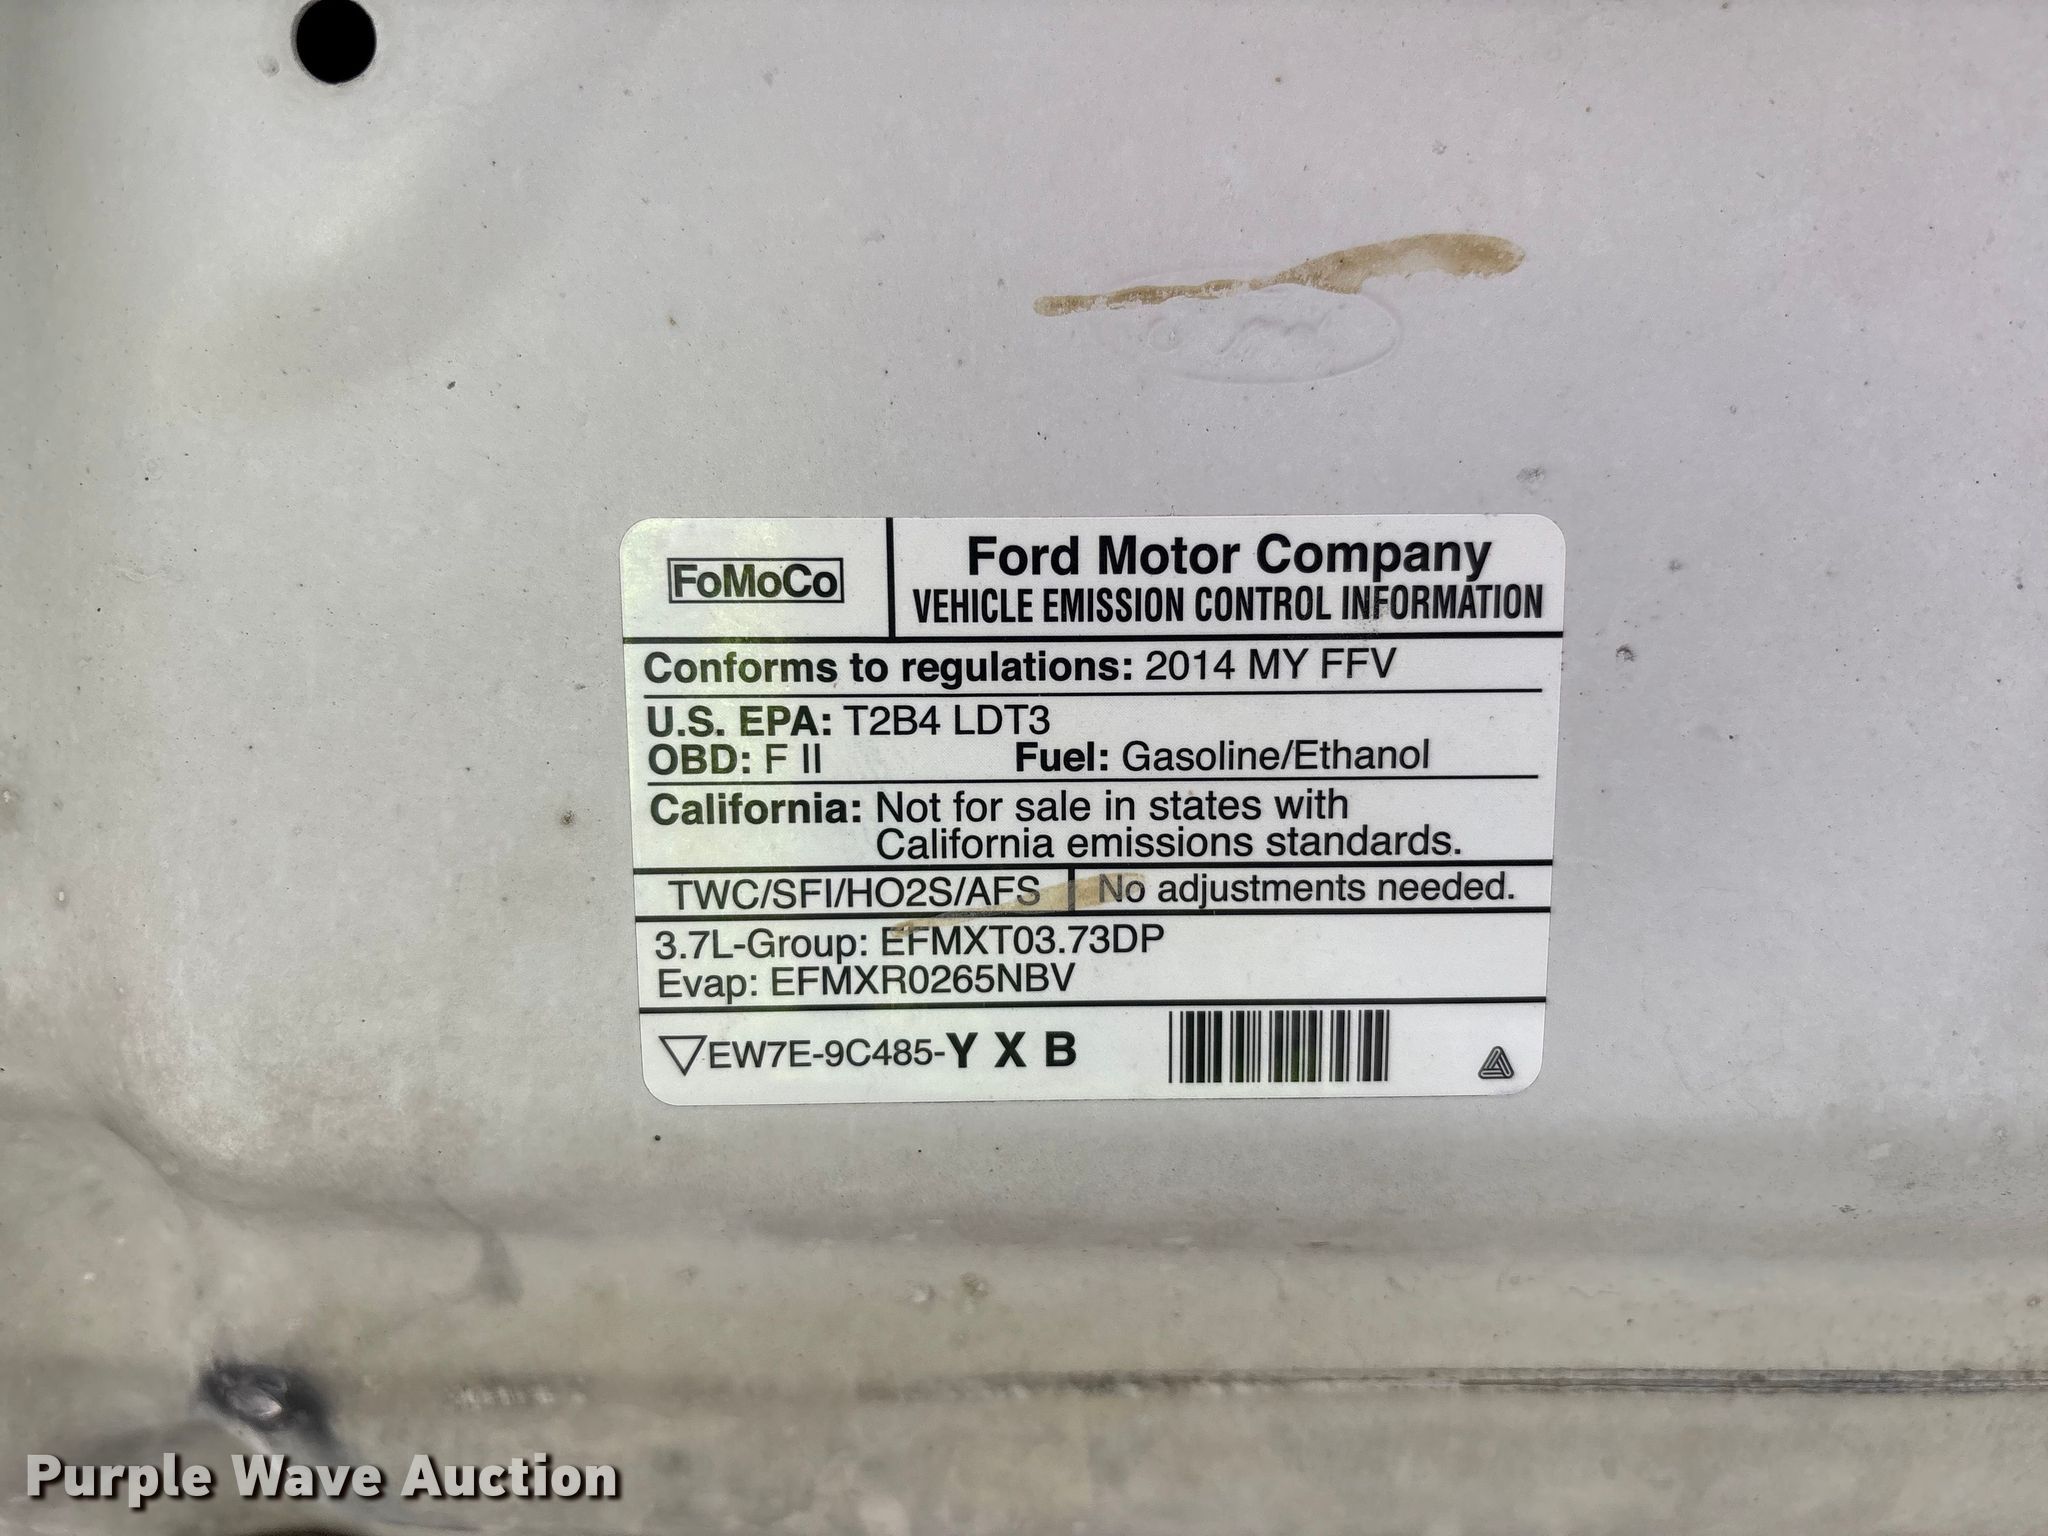 FoMoCo
Ford Motor Company
VEHICLE EMISSION CONTROL INFORMATION
Conforms to regulations: 2014 MY FFV
U.S. EPA: T2B4 LDT3
OBD: F II Fuel: Gasoline/Ethanol
California: Not for sale in states with
California emissions standards.
TWC/SFI/HO2S/AFS No adjustments needed.
3.7L-Group: EFMXT03.73DP
Evap: EFMXR0265NBV
EW7E-9C485-Y X B
Purple Wave Auction